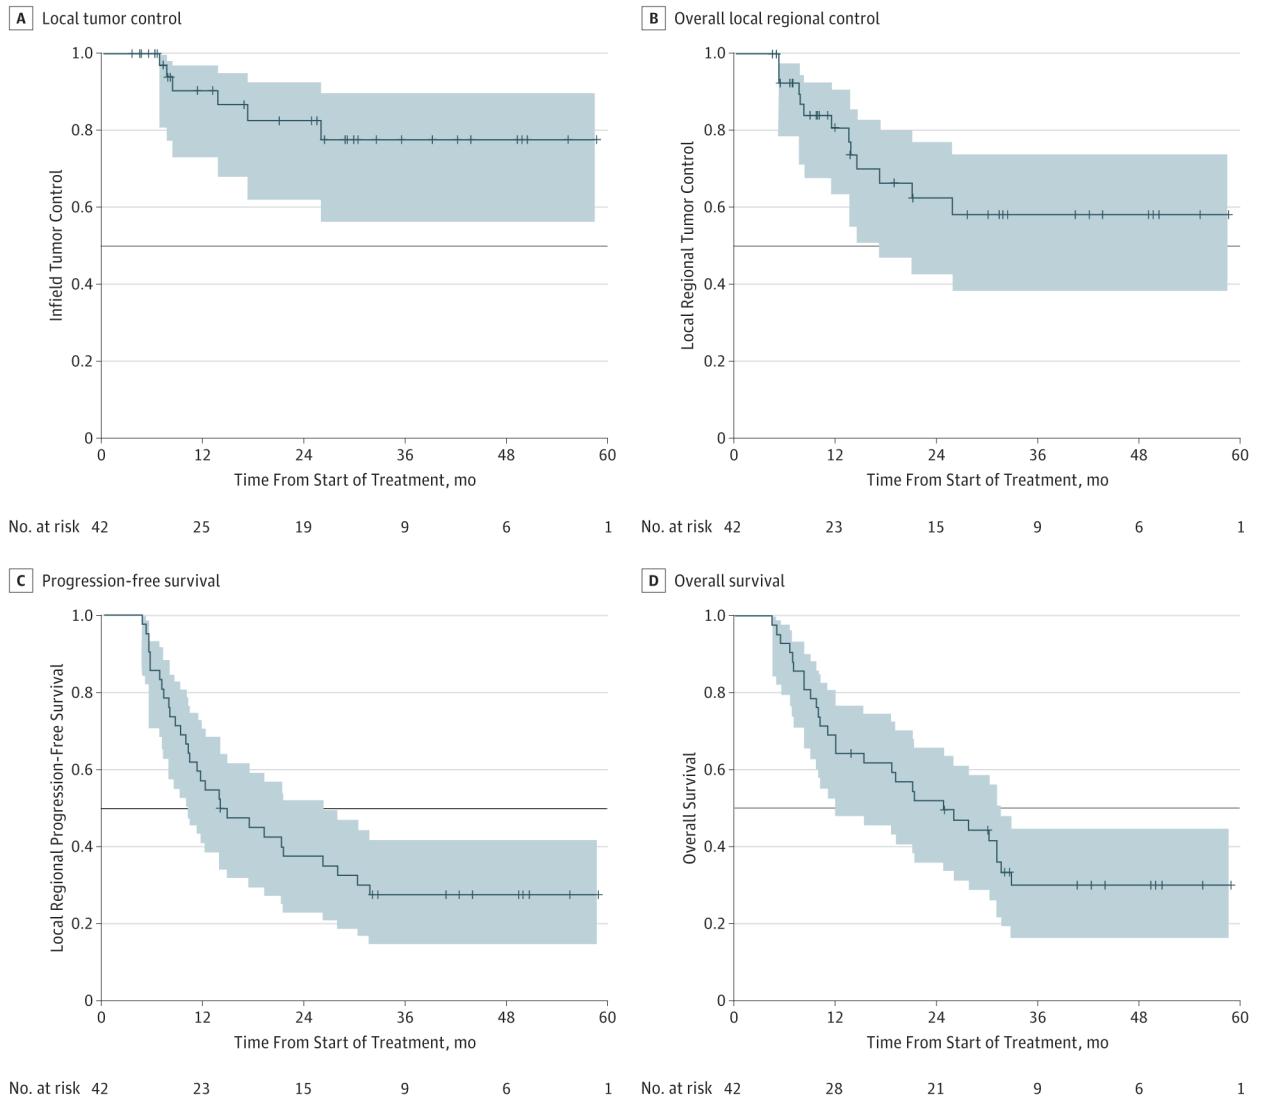 A Local tumor control
1.0
0.8
0.6
0.4
0.2
0
Infield Tumor Control
0 12 24 36 48 60
Time From Start of Treatment, mo
No. at risk 42 25 19 9 6 1
B Overall local regional control
1.0
0.8
0.6
0.4
0.2
0
Local Regional Tumor Control
0 12 24 36 48 60
Time From Start of Treatment, mo
No. at risk 42 23 15 9 6 1
C Progression-free survival
1.0
0.8
0.6
0.4
0.2
0
Local Regional Progression-Free Survival
0 12 24 36 48 60
Time From Start of Treatment, mo
No. at risk 42 23 15 9 6 1
D Overall survival
1.0
0.8
0.6
0.4
0.2
0
Overall Survival
0 12 24 36 48 60
Time From Start of Treatment, mo
No. at risk 42 28 21 9 6 1